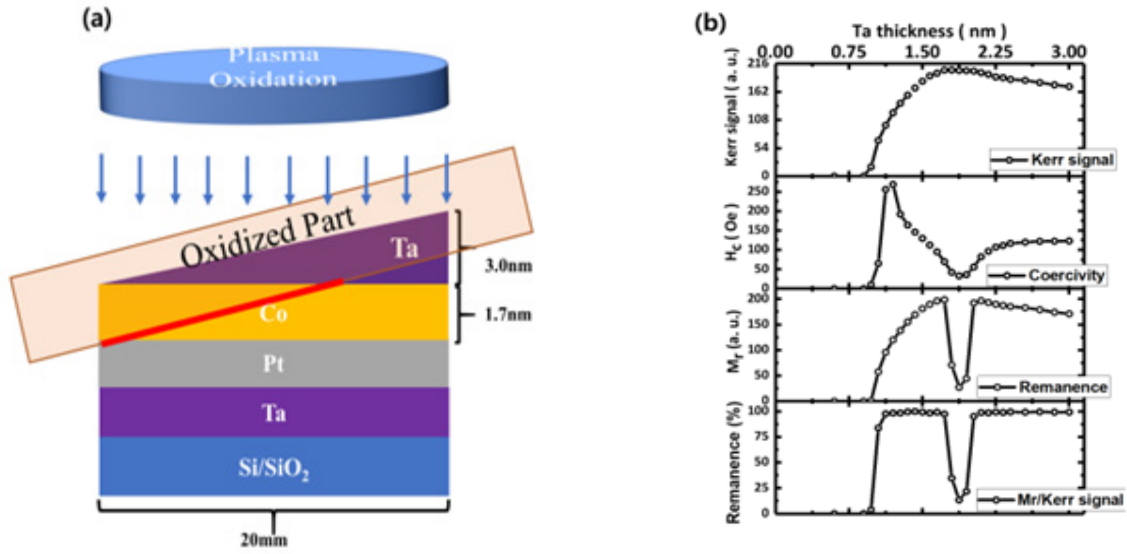 (a)
Plasma
Oxidation
Oxidized Part
Ta
3.0nm
Co
1.7nm
Pt
Ta
Si/SiO₂
20mm
(b)
Ta thickness ( nm )
0.00 0.75 1.50 2.25 3.00
Kerr signal ( a. u. )
216
162
108
54
0
Kerr signal
H_c ( Oe )
250
200
150
100
50
0
Coercivity
M_r (a. u.)
200
150
100
50
0
Remanence
Remanence (%)
100
75
50
25
0
Mr/Kerr signal